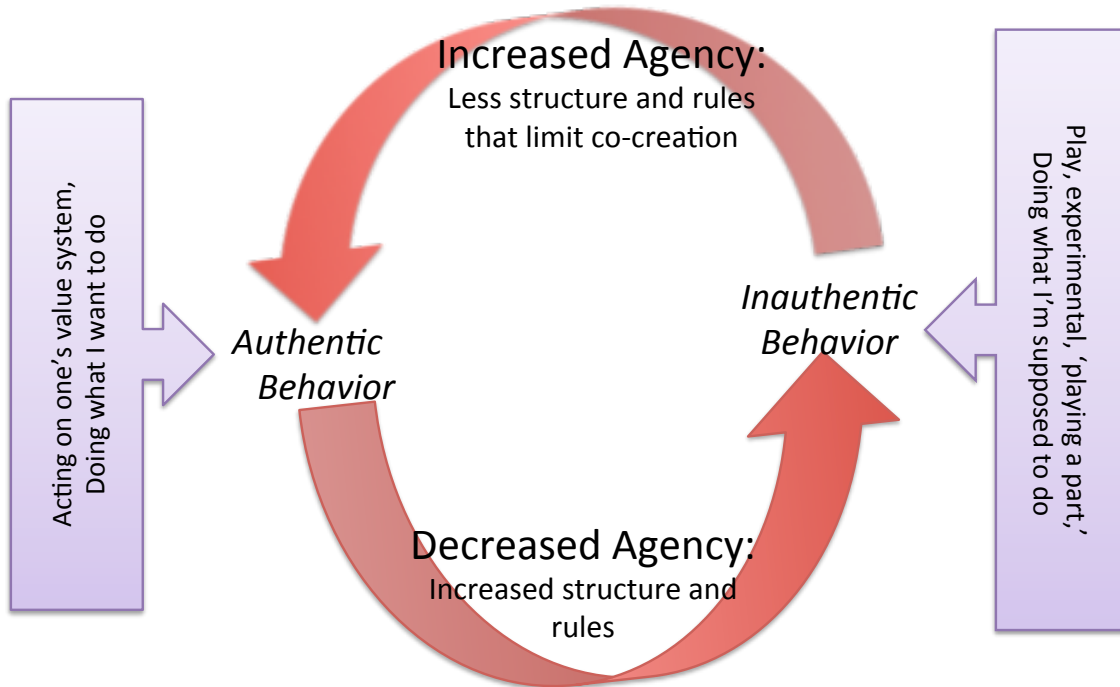 Increased Agency:
Less structure and rules
that limit co-creation
Acting on one’s value system,
Doing what I want to do
Authentic
Behavior
Inauthentic
Behavior
Play, experimental, ‘playing a part,’
Doing what I’m supposed to do
Decreased Agency:
Increased structure and
rules